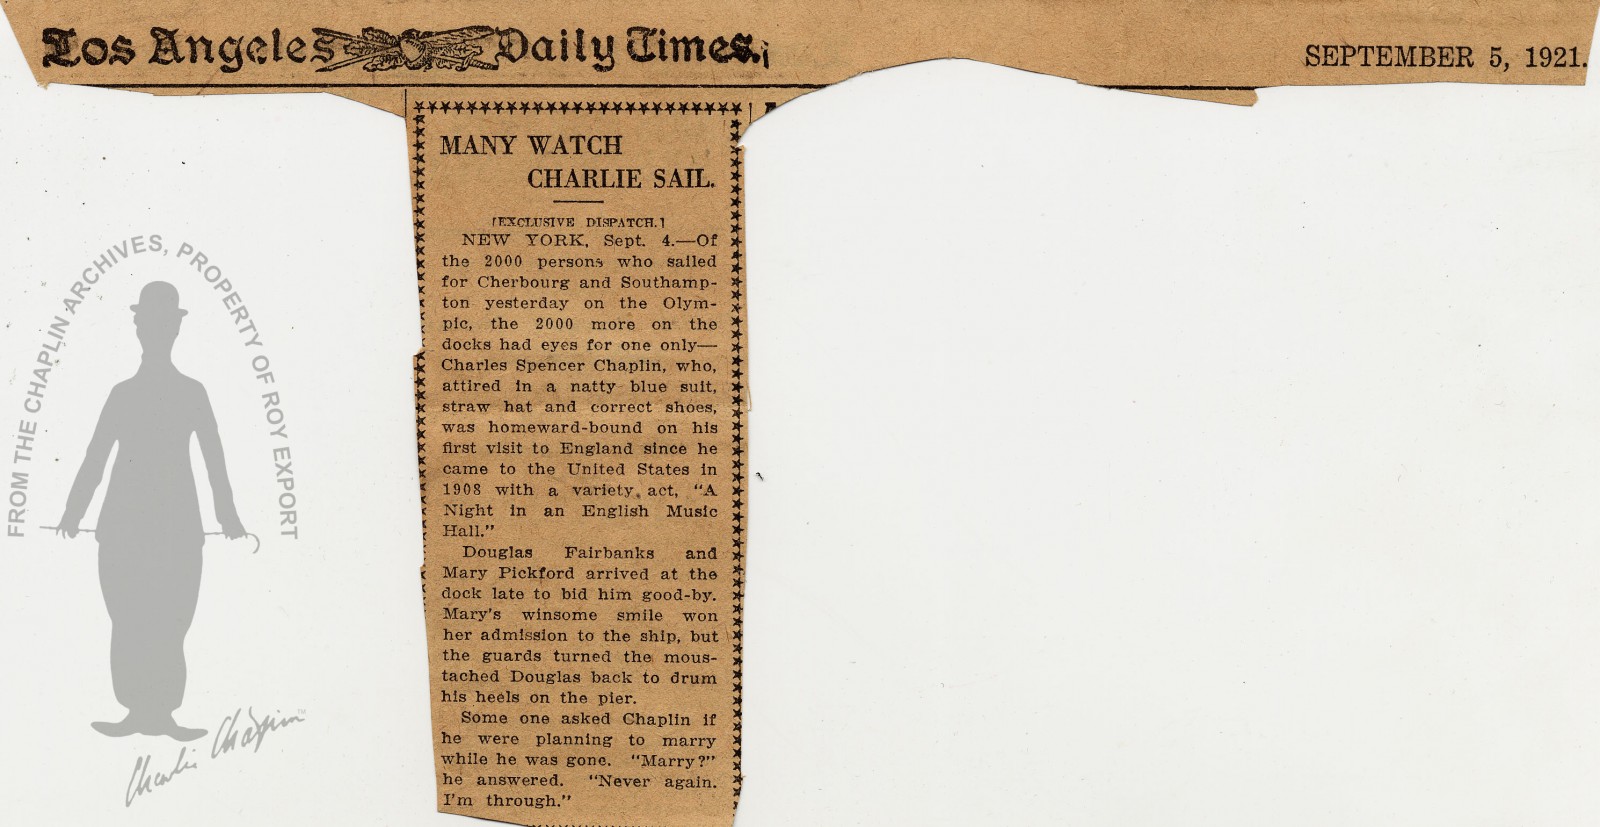 Los Angeles Daily Times.
SEPTEMBER 5, 1921.
MANY WATCH
CHARLIE SAIL.
[EXCLUSIVE DISPATCH.]
NEW YORK, Sept. 4.—Of
the 2000 persons who sailed
for Cherbourg and Southamp-
ton yesterday on the Olym-
pic, the 2000 more on the
docks had eyes for one only—
Charles Spencer Chaplin, who,
attired in a natty blue suit,
straw hat and correct shoes,
was homeward-bound on his
first visit to England since he
came to the United States in
1908 with a variety act, "A
Night in an English Music
Hall."
Douglas Fairbanks and
Mary Pickford arrived at the
dock late to bid him good-by.
Mary's winsome smile won
her admission to the ship, but
the guards turned the mous-
tached Douglas back to drum
his heels on the pier.
Some one asked Chaplin if
he were planning to marry
while he was gone. "Marry?"
he answered. "Never again.
I'm through."
FROM THE CHAPLIN ARCHIVES, PROPERTY OF ROY EXPORT
Charlie Chaplin™